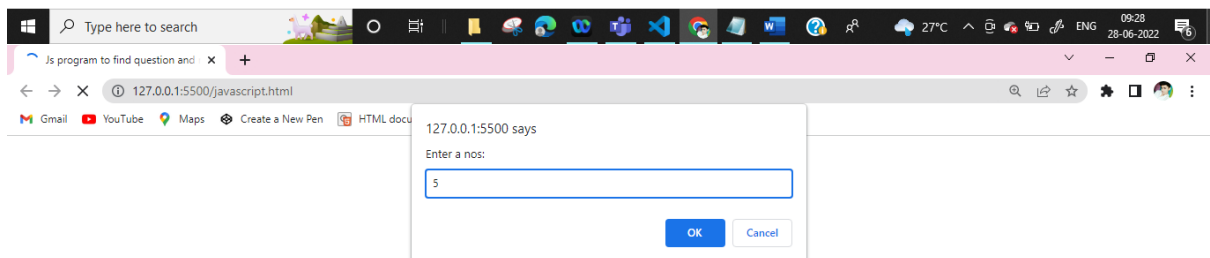 Type here to search
27°C ENG 09:28
28-06-2022
6
Js program to find question and
127.0.0.1:5500/javascript.html
Gmail YouTube Maps Create a New Pen HTML docu
127.0.0.1:5500 says
Enter a nos:
5
OK Cancel